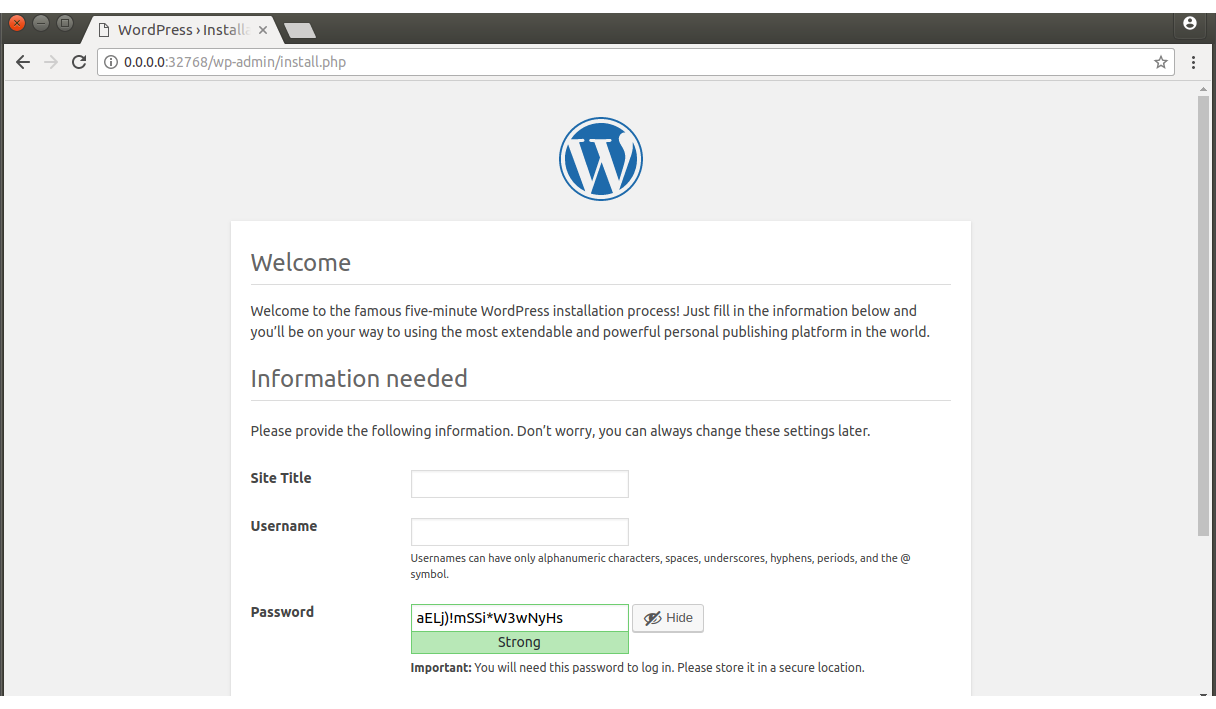 WordPress › Installa
0.0.0.0:32768/wp-admin/install.php
Welcome
Welcome to the famous five-minute WordPress installation process! Just fill in the information below and
you’ll be on your way to using the most extendable and powerful personal publishing platform in the world.
Information needed
Please provide the following information. Don’t worry, you can always change these settings later.
Site Title
Username
Usernames can have only alphanumeric characters, spaces, underscores, hyphens, periods, and the @
symbol.
Password
aELj)!mSSi*W3wNyHs
Hide
Strong
Important: You will need this password to log in. Please store it in a secure location.